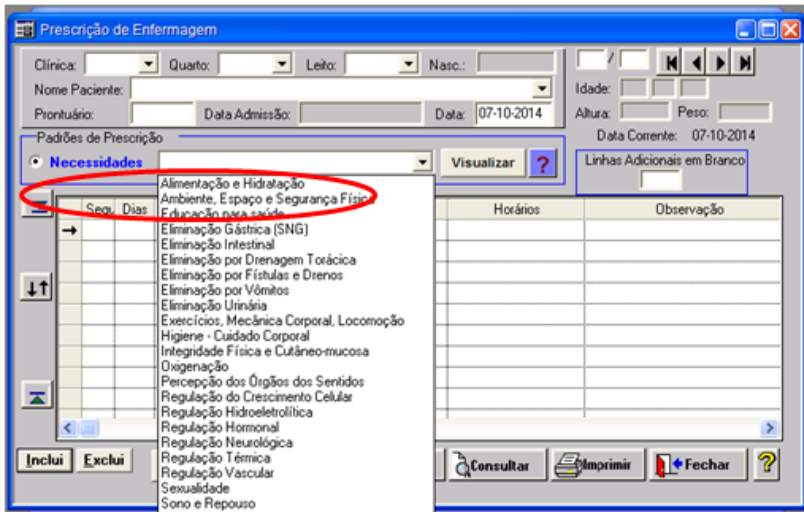 Prescrição de Enfermagem
Clínica: Quarto: Leito: Nasc.: /
Nome Paciente: Idade:
Prontuário: Data Admissão: Data: 07-10-2014 Altura: Peso:
Padrões de Prescrição Data Corrente: 07-10-2014
Necessidades Visualizar ? Linhas Adicionais em Branco
Alimentação e Hidratação
Ambiente, Espaço e Segurança Física
Segu Dias Horários Observação
Educação para saúde
Eliminação Gástrica (SNG)
Eliminação Intestinal
Eliminação por Drenagem Torácica
Eliminação por Fístulas e Drenos
Eliminação por Vômitos
Eliminação Urinária
Exercícios, Mecânica Corporal, Locomoção
Higiene - Cuidado Corporal
Integridade Física e Cutâneo-mucosa
Oxigenação
Percepção dos Órgãos dos Sentidos
Regulação do Crescimento Celular
Regulação Hidroeletrolítica
Regulação Hormonal
Regulação Neurológica
Regulação Térmica
Regulação Vascular
Sexualidade
Sono e Repouso
Inclui Exclui Consultar Imprimir Fechar ?